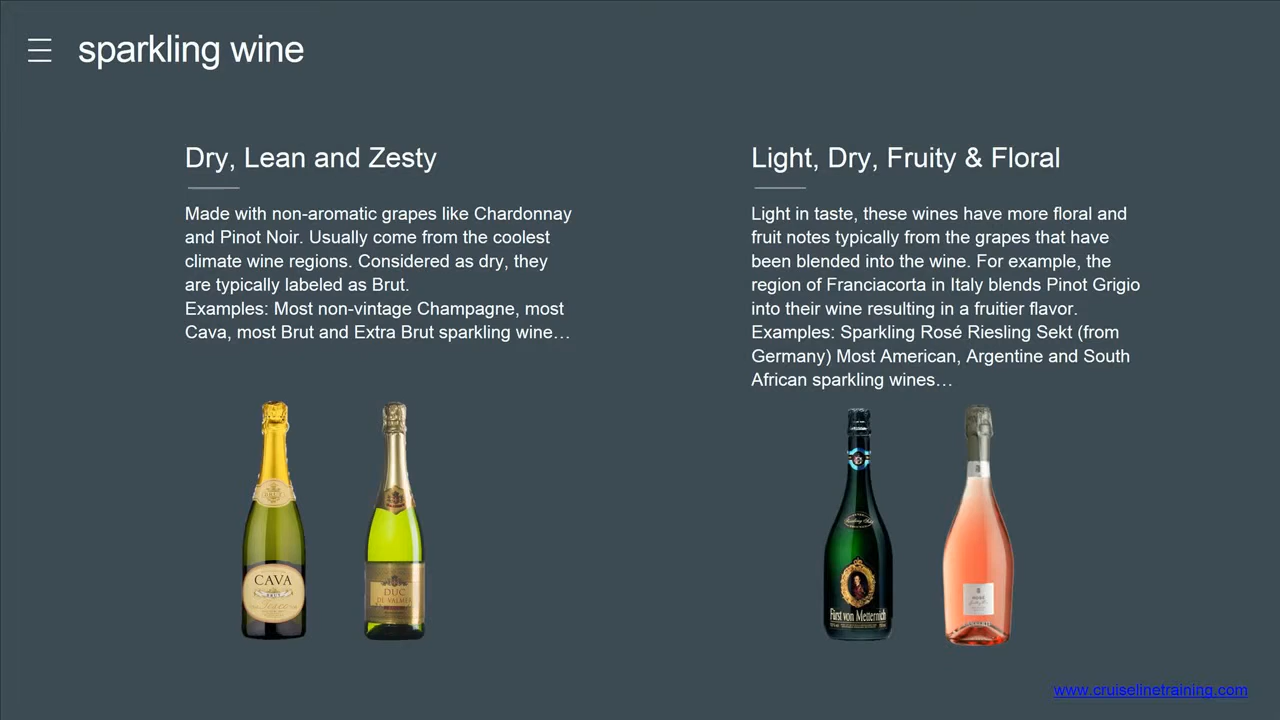 sparkling wine
Dry, Lean and Zesty
Made with non-aromatic grapes like Chardonnay
and Pinot Noir. Usually come from the coolest
climate wine regions. Considered as dry, they
are typically labeled as Brut.
Examples: Most non-vintage Champagne, most
Cava, most Brut and Extra Brut sparkling wine…
Light, Dry, Fruity & Floral
Light in taste, these wines have more floral and
fruit notes typically from the grapes that have
been blended into the wine. For example, the
region of Franciacorta in Italy blends Pinot Grigio
into their wine resulting in a fruitier flavor.
Examples: Sparkling Rosé Riesling Sekt (from
Germany) Most American, Argentine and South
African sparkling wines…
BRUT
CAVA
DUC
DE VALMER
Fürst von Metternich
ROSÉ
www.cruiselinetraining.com